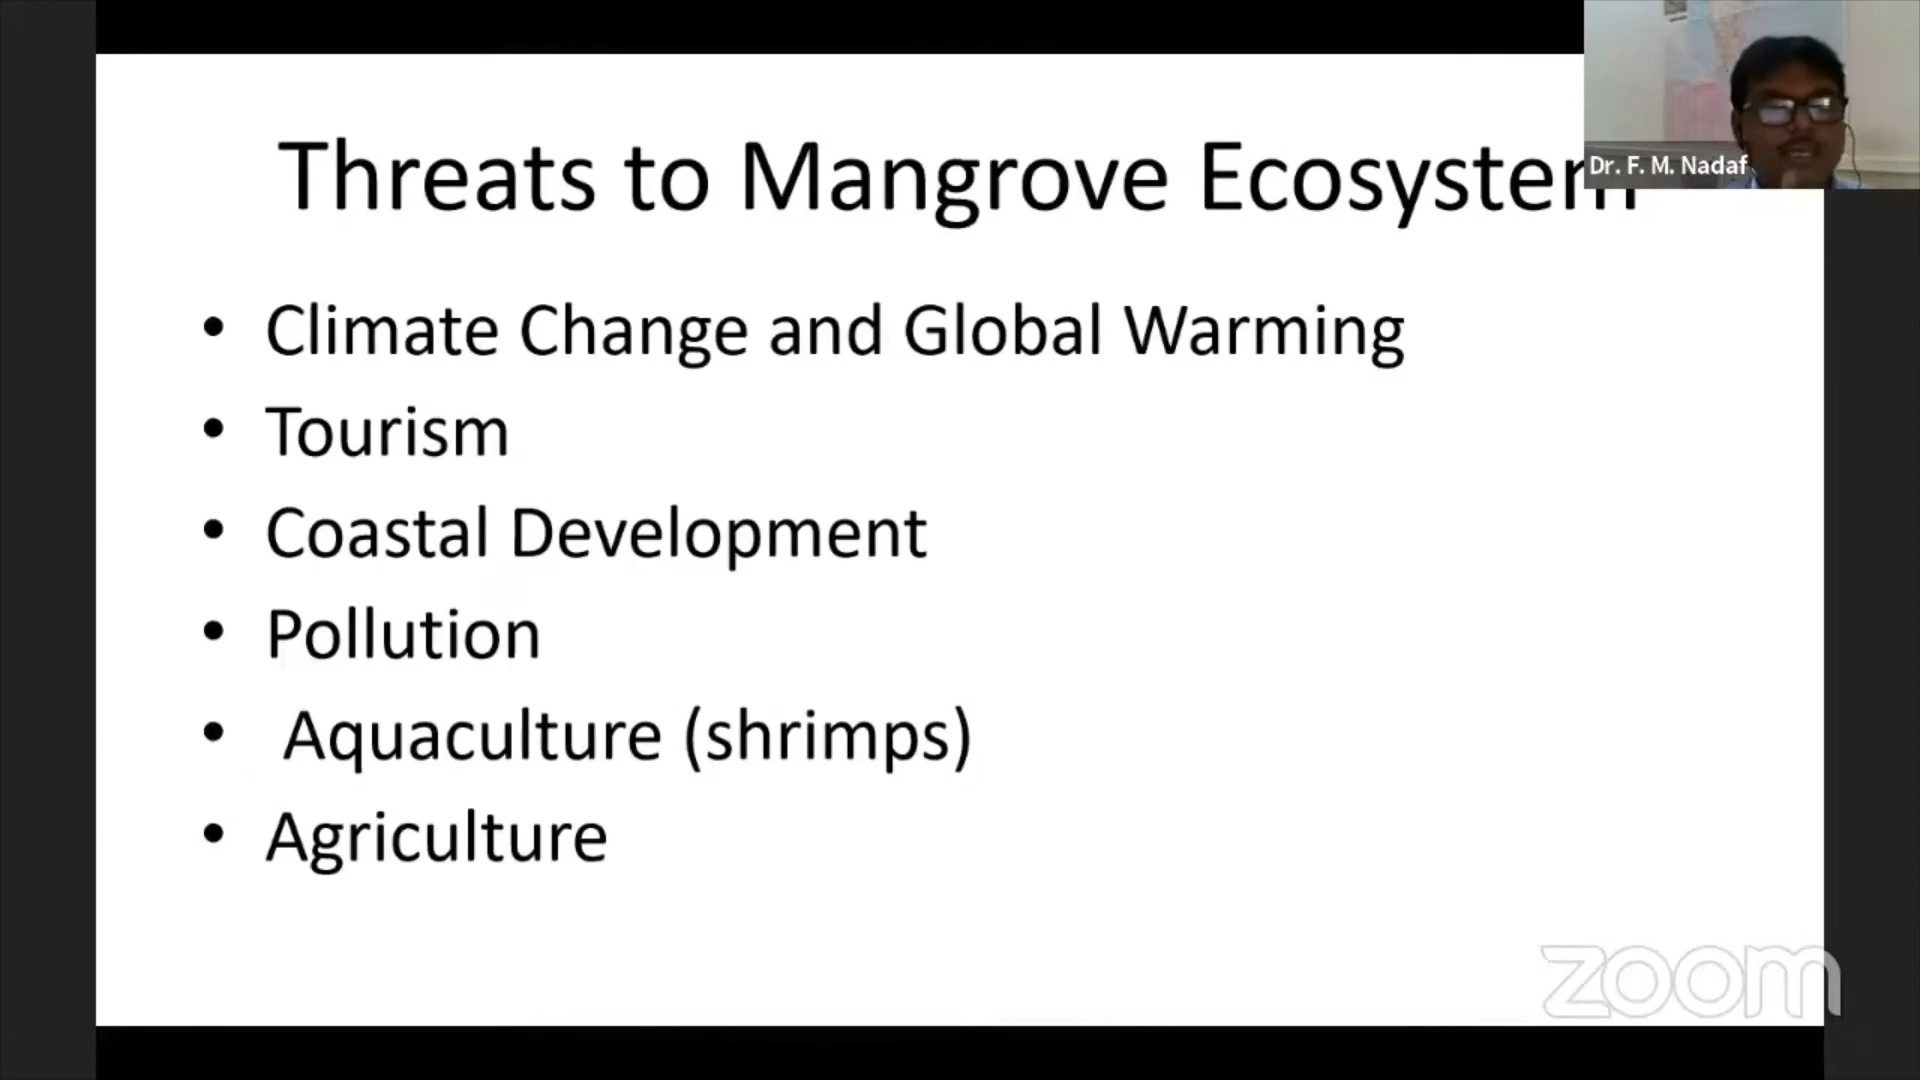 Threats to Mangrove Ecosystem
Dr. F. M. Nadaf
• Climate Change and Global Warming
• Tourism
• Coastal Development
• Pollution
• Aquaculture (shrimps)
• Agriculture
zoom